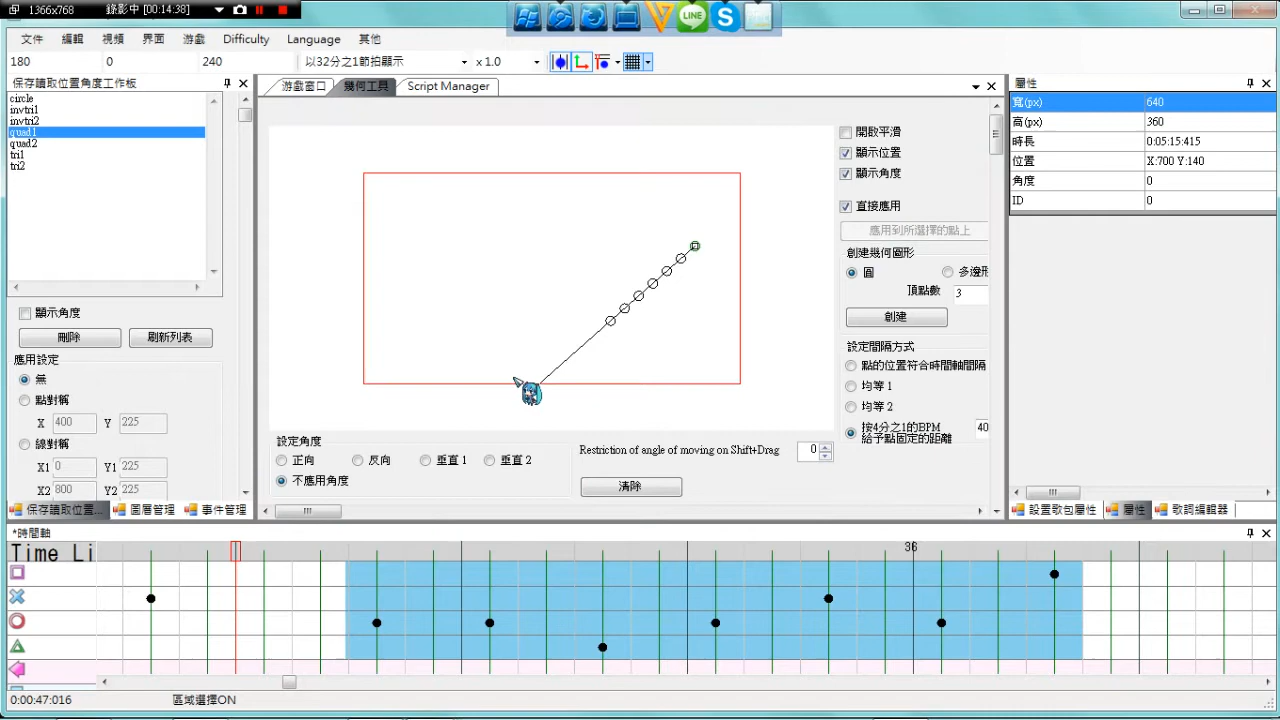 1366x768 錄影中 [00:14:38]
LINE
文件 編輯 視頻 界面 游戲 Difficulty Language 其他
180 0 240 以32分之1節拍顯示 x 1.0
保存讀取位置角度工作板
circle
invtri1
invtri2
quad1
quad2
tri1
tri2
顯示角度
刪除 刷新列表
應用設定
無
點對稱
X 400 Y 225
線對稱
X1 0 Y1 225
X2 800 Y2 225
保存讀取位置... 圖層管理 事件管理
游戲窗口 幾何工具 Script Manager
開啟平滑
顯示位置
顯示角度
直接應用
應用到所選擇的點上
創建幾何圖形
圓 多邊形
頂點數 3
創建
設定間隔方式
點的位置符合時間軸間隔
均等 1
均等 2
按4分之1的BPM
給予點固定的距離 40
設定角度
正向 反向 垂直 1 垂直 2
不應用角度
Restriction of angle of moving on Shift+Drag 0
清除
屬性
寬(px) 640
高(px) 360
時長 0:05:15:415
位置 X:700 Y:140
角度 0
ID 0
設置歌包屬性 屬性 歌詞編輯器
*時間軸
Time Li
36
0:00:47:016 區域選擇ON